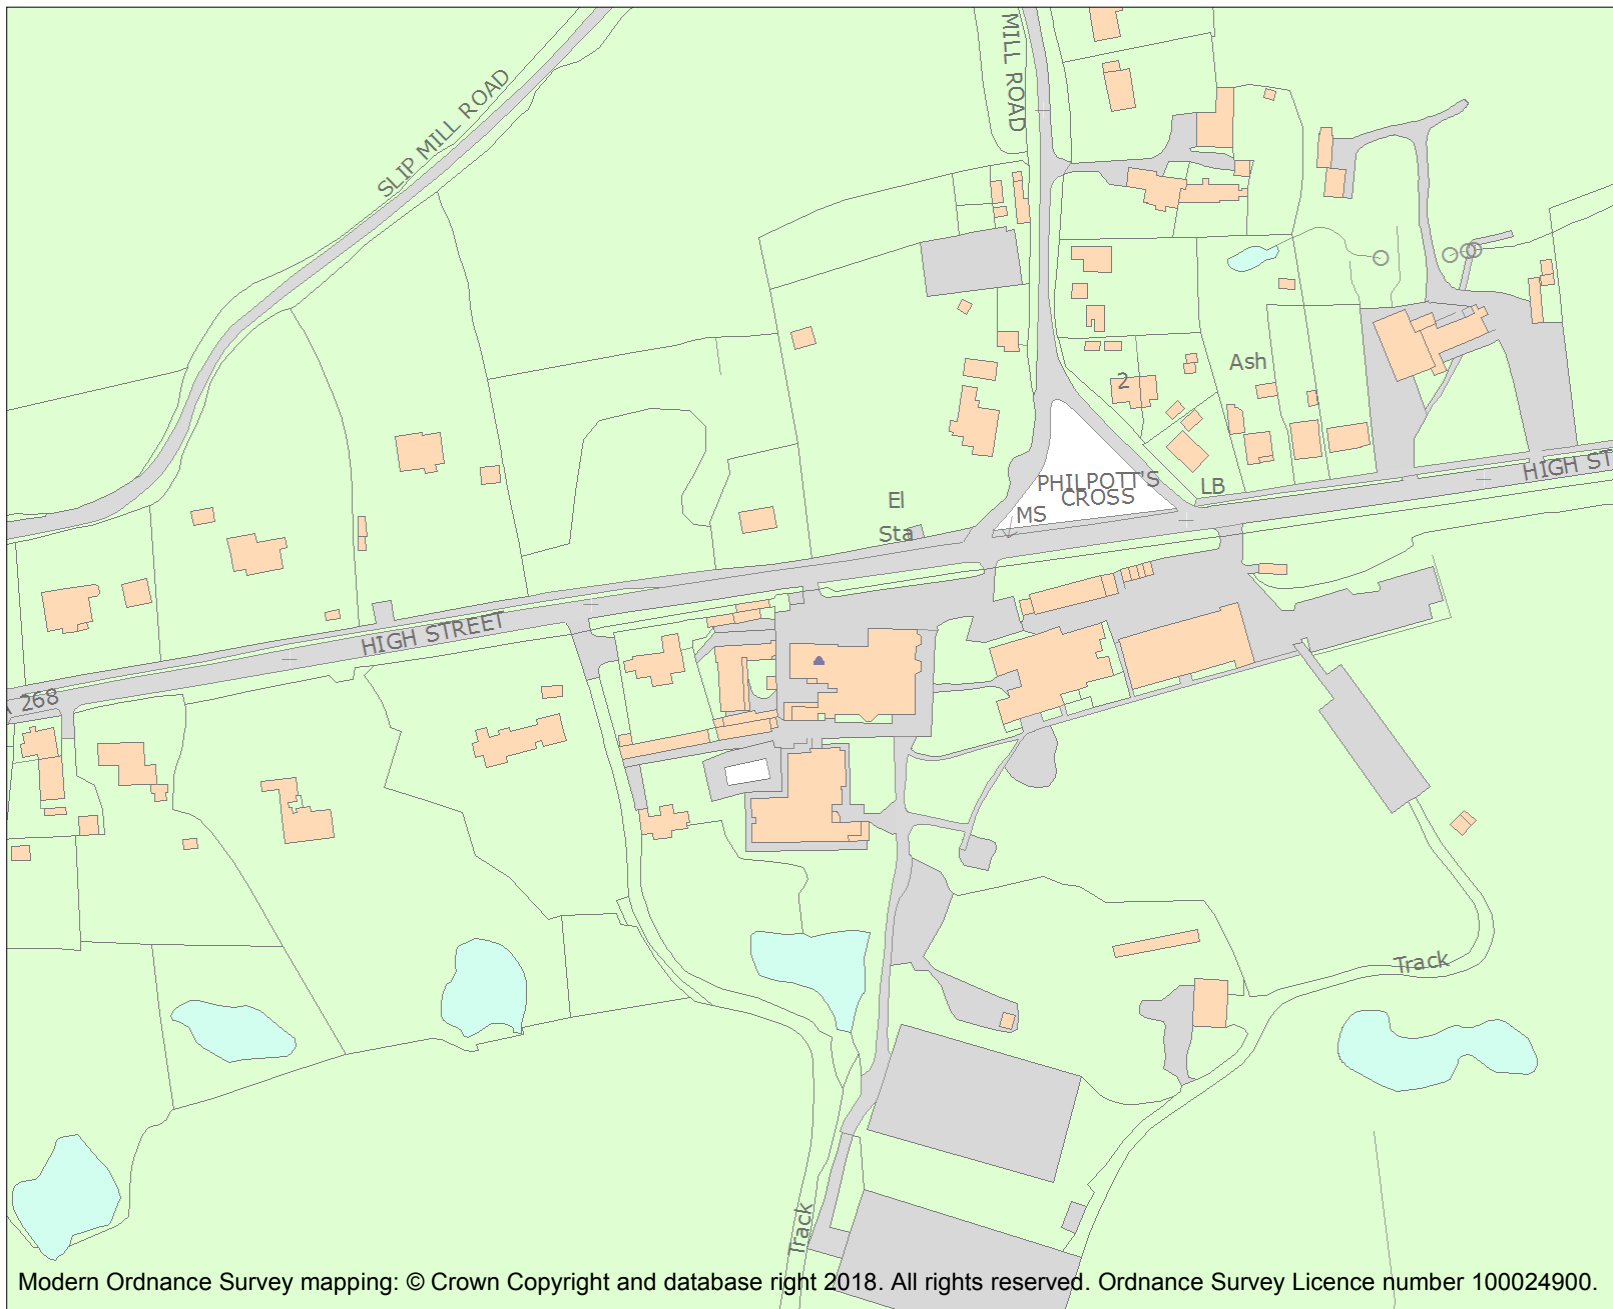 MILL ROAD
SLIP MILL ROAD
Ash
2
HIGH ST
PHILPOTT'S
CROSS
LB
El
Sta
MS
HIGH STREET
A 268
Track
Track
Modern Ordnance Survey mapping: © Crown Copyright and database right 2018. All rights reserved. Ordnance Survey Licence number 100024900.